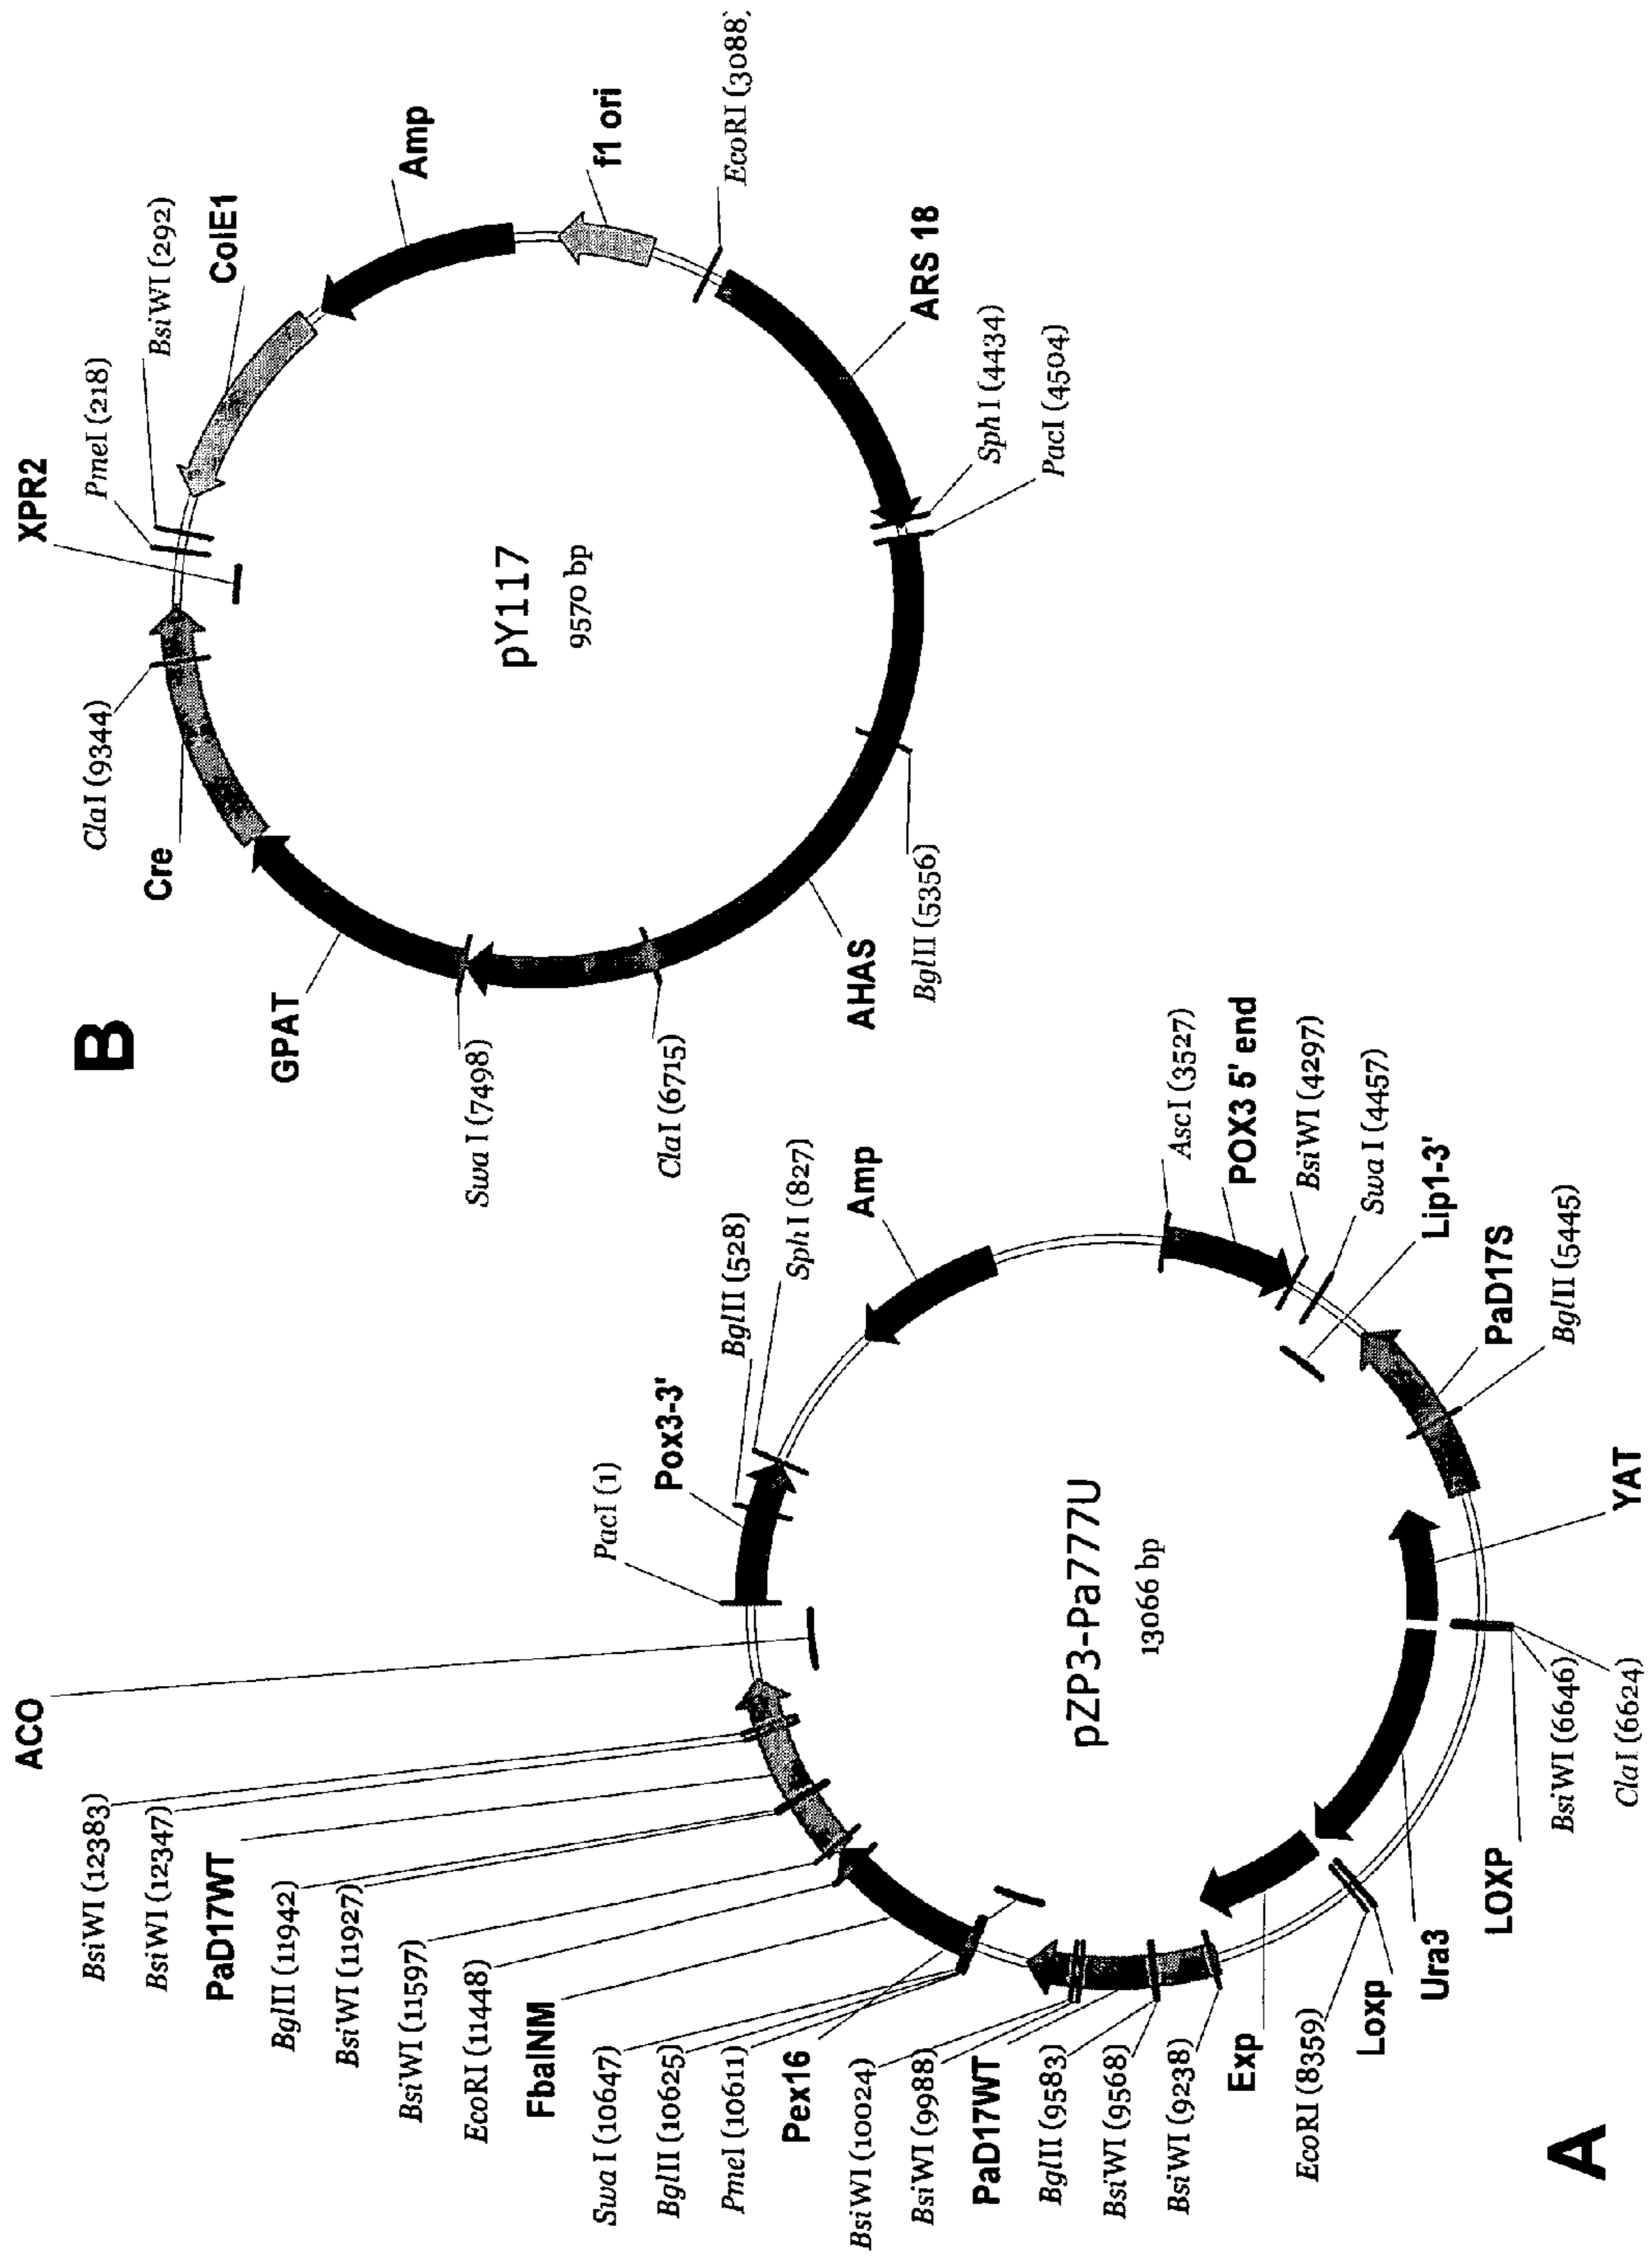 A
pZP3-Pa777U
13066 bp
PacI (1)
Pox3-3'
BglII (528)
SphI (827)
Amp
AscI (3527)
POX3 5' end
BsiWI (4297)
SwaI (4457)
Lip1-3'
PaD17S
BglII (5445)
YAT
ClaI (6624)
BsiWI (6646)
LOXP
Ura3
Loxp
EcoRI (8359)
Exp
BsiWI (9238)
BsiWI (9568)
BglII (9583)
PaD17WT
BsiWI (9988)
BsiWI (10024)
Pex16
PmeI (10611)
BglII (10625)
SwaI (10647)
FbaINM
EcoRI (11448)
BsiWI (11597)
BsiWI (11927)
BglII (11942)
PaD17WT
BsiWI (12347)
BsiWI (12383)
ACO
B
pY117
9570 bp
XPR2
PmeI (218)
BsiWI (292)
ColE1
Amp
f1 ori
EcoRI (3088)
ARS 18
SphI (4434)
PacI (4504)
BglII (5356)
AHAS
ClaI (6715)
SwaI (7498)
GPAT
Cre
ClaI (9344)